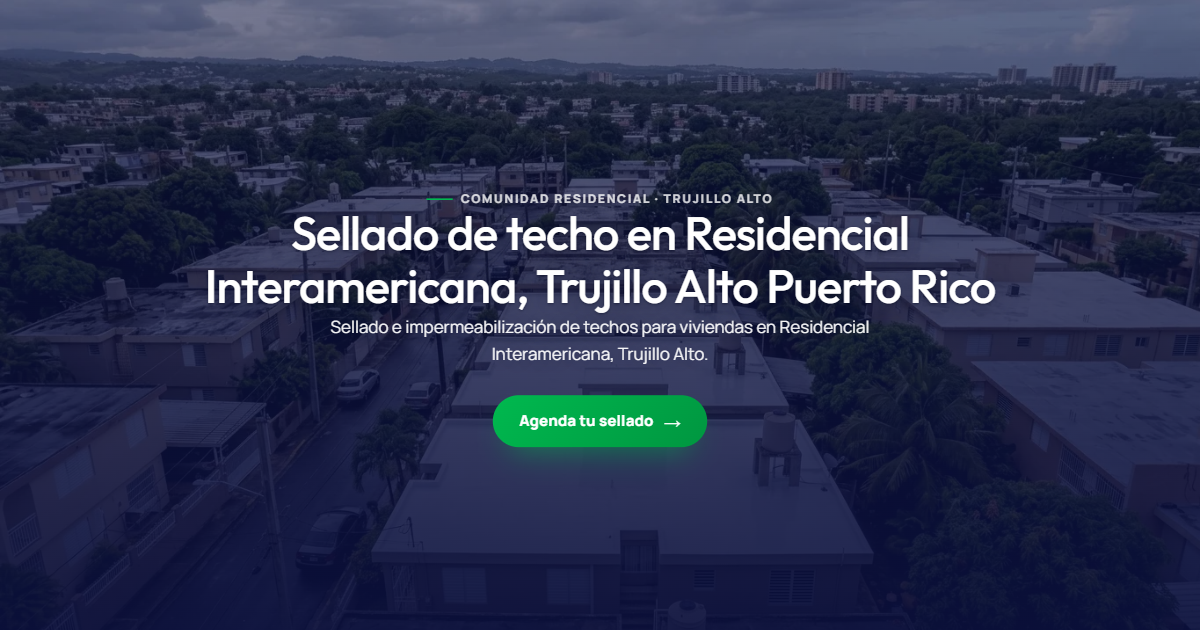 COMUNIDAD RESIDENCIAL · TRUJILLO ALTO
Sellado de techo en Residencial
Interamericana, Trujillo Alto Puerto Rico
Sellado e impermeabilización de techos para viviendas en Residencial
Interamericana, Trujillo Alto.
Agenda tu sellado →